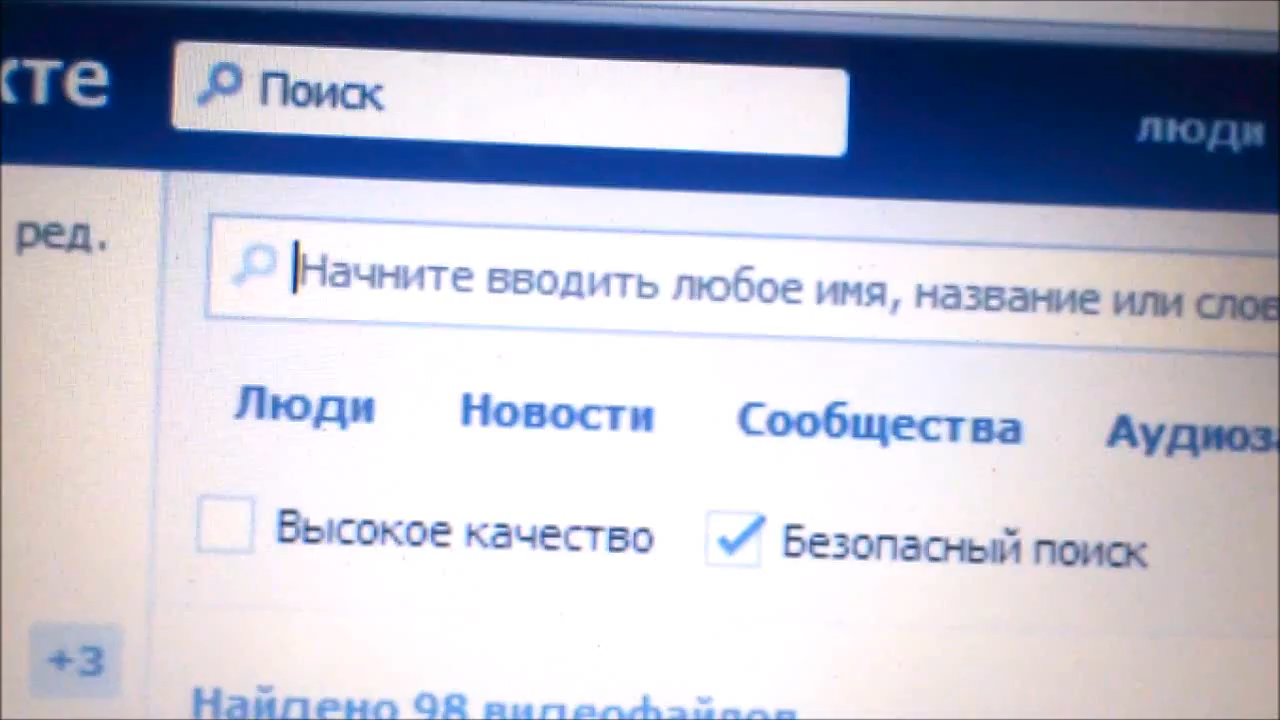 кте Поиск люди
ред.
Начните вводить любое имя, название или слов
Люди Новости Сообщества Аудиоза
Высокое качество Безопасный поиск
+3
Найдено 98 видеофайлов